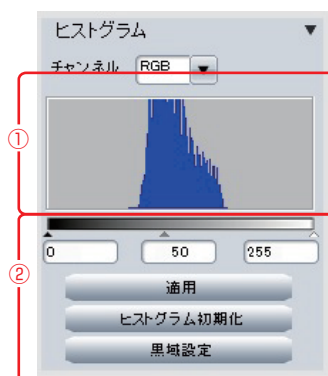 ヒストグラム ▼
チャンネル RGB ▼
①
②
0 50 255
適用
ヒストグラム初期化
黒域設定